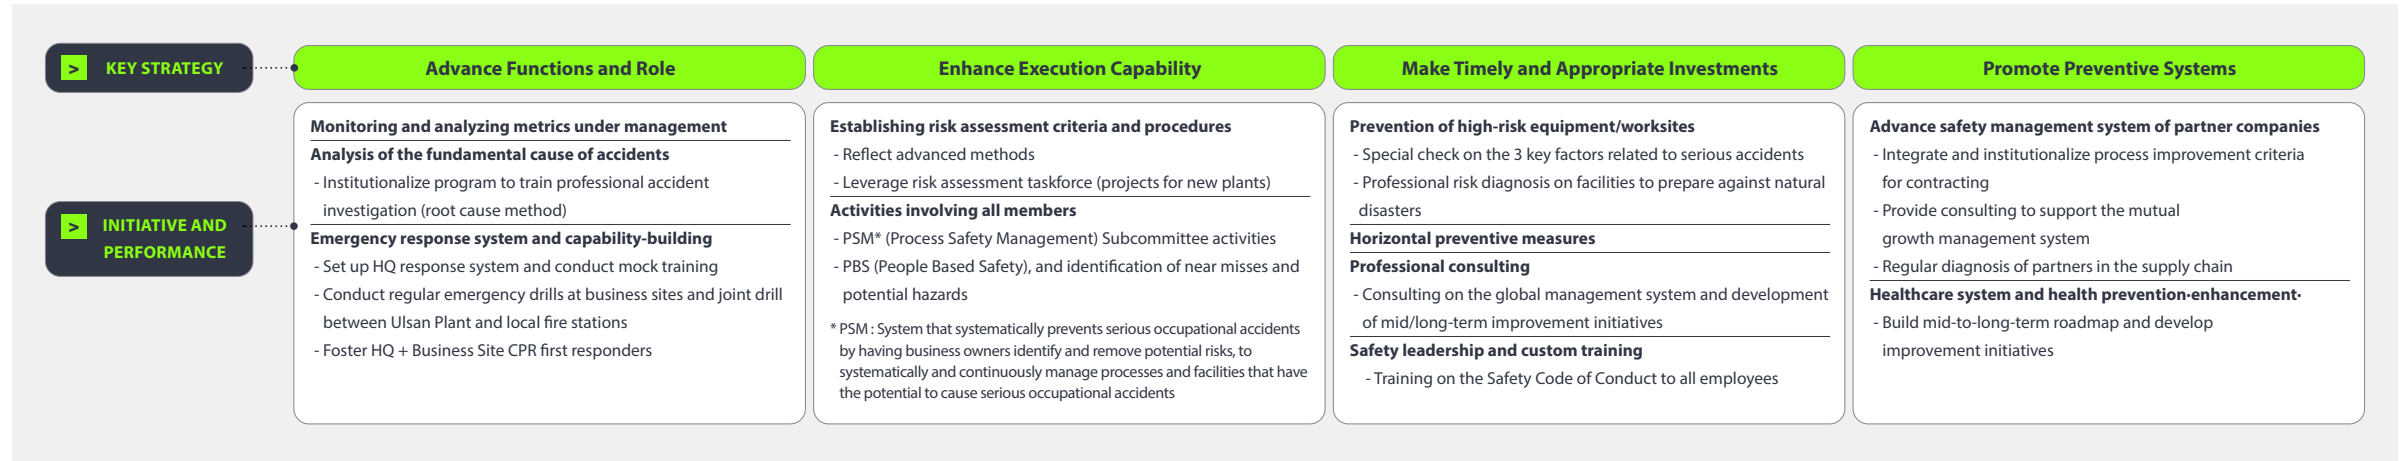 > KEY STRATEGY
Advance Functions and Role
Enhance Execution Capability
Make Timely and Appropriate Investments
Promote Preventive Systems
> INITIATIVE AND
PERFORMANCE
Monitoring and analyzing metrics under management
Analysis of the fundamental cause of accidents
- Institutionalize program to train professional accident
investigation (root cause method)
Emergency response system and capability-building
- Set up HQ response system and conduct mock training
- Conduct regular emergency drills at business sites and joint drill
between Ulsan Plant and local fire stations
- Foster HQ + Business Site CPR first responders
Establishing risk assessment criteria and procedures
- Reflect advanced methods
- Leverage risk assessment taskforce (projects for new plants)
Activities involving all members
- PSM* (Process Safety Management) Subcommittee activities
- PBS (People Based Safety), and identification of near misses and
potential hazards
* PSM : System that systematically prevents serious occupational accidents
by having business owners identify and remove potential risks, to
systematically and continuously manage processes and facilities that have
the potential to cause serious occupational accidents
Prevention of high-risk equipment/worksites
- Special check on the 3 key factors related to serious accidents
- Professional risk diagnosis on facilities to prepare against natural
disasters
Horizontal preventive measures
Professional consulting
- Consulting on the global management system and development
of mid/long-term improvement initiatives
Safety leadership and custom training
- Training on the Safety Code of Conduct to all employees
Advance safety management system of partner companies
- Integrate and institutionalize process improvement criteria
for contracting
- Provide consulting to support the mutual
growth management system
- Regular diagnosis of partners in the supply chain
Healthcare system and health prevention·enhancement·
- Build mid-to-long-term roadmap and develop
improvement initiatives